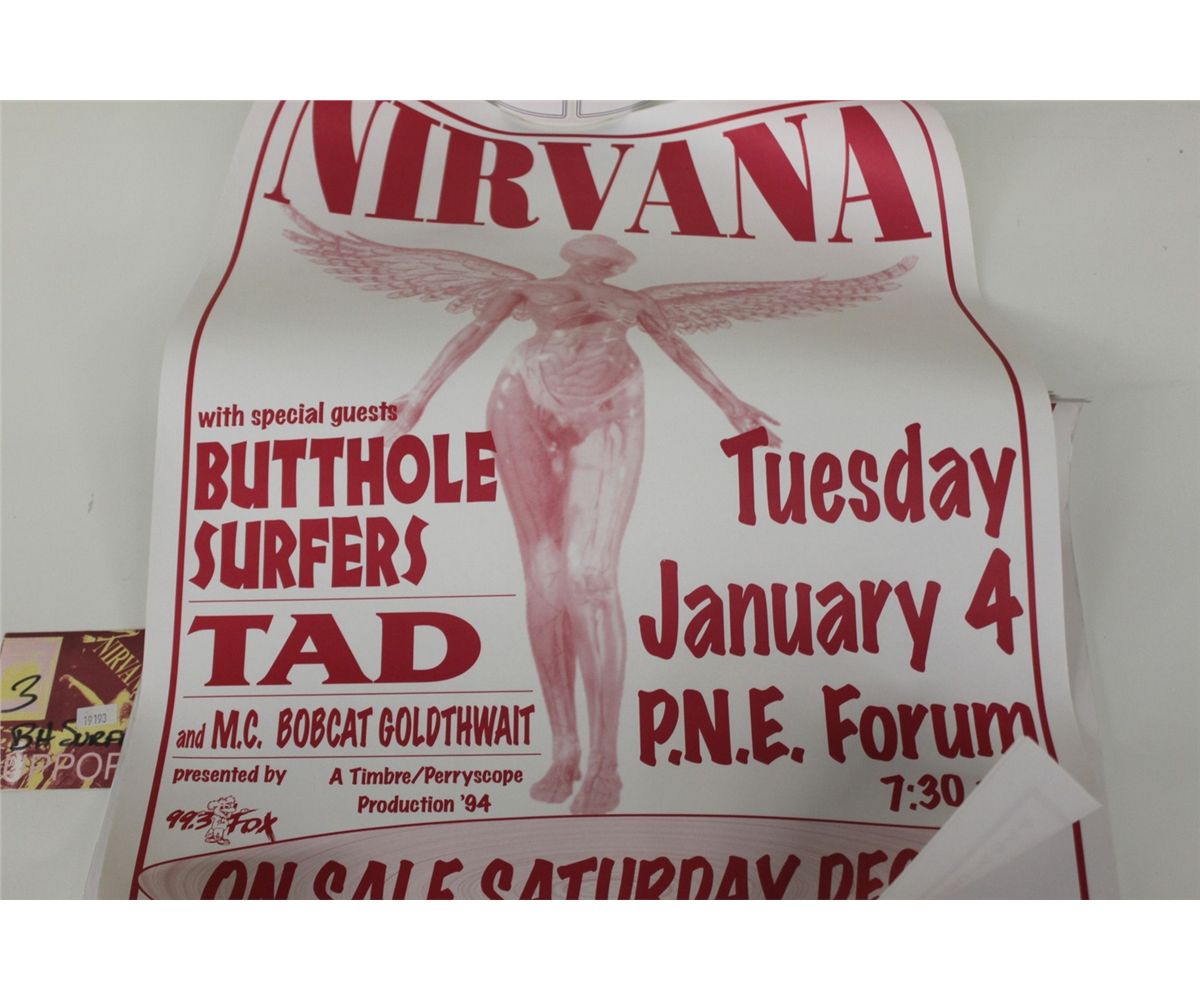 NIRVANA
with special guests
BUTTHOLE
SURFERS
TAD
and M.C. BOBCAT GOLDTHWAIT
presented by
99.3 FOX
A Timbre/Perryscope
Production '94
Tuesday
January 4
P.N.E. Forum
7:30
ON SALE SATURDAY DEC
NIRVANA
3
19193
BH SURF